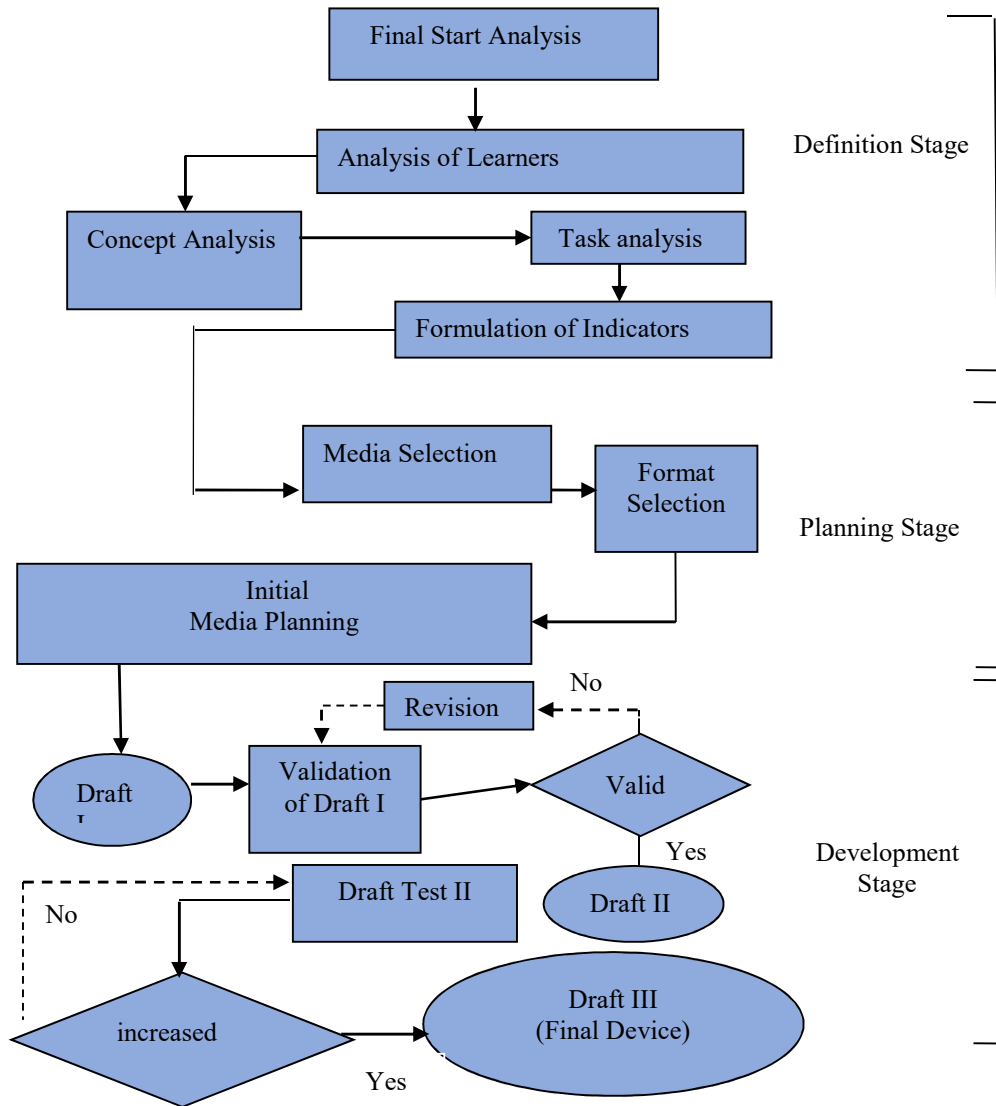 Final Start Analysis
Analysis of Learners
Definition Stage
Concept Analysis
Task analysis
Formulation of Indicators
Media Selection
Format
Selection
Planning Stage
Initial
Media Planning
No
Revision
Validation
of Draft I
Valid
Draft
Yes
Development
Stage
Draft Test II
Draft II
No
Draft III
(Final Device)
increased
Yes